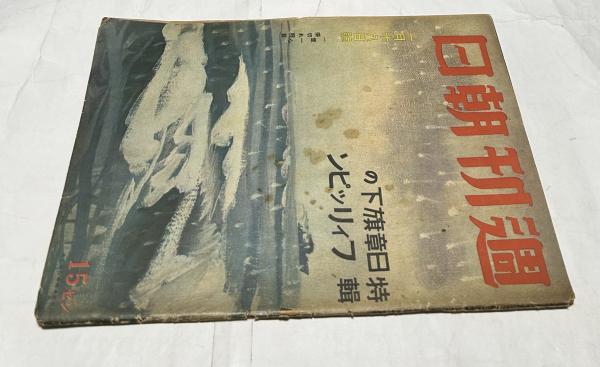 週刊朝日
特輯
日章旗下の
フィリッピン
15セン